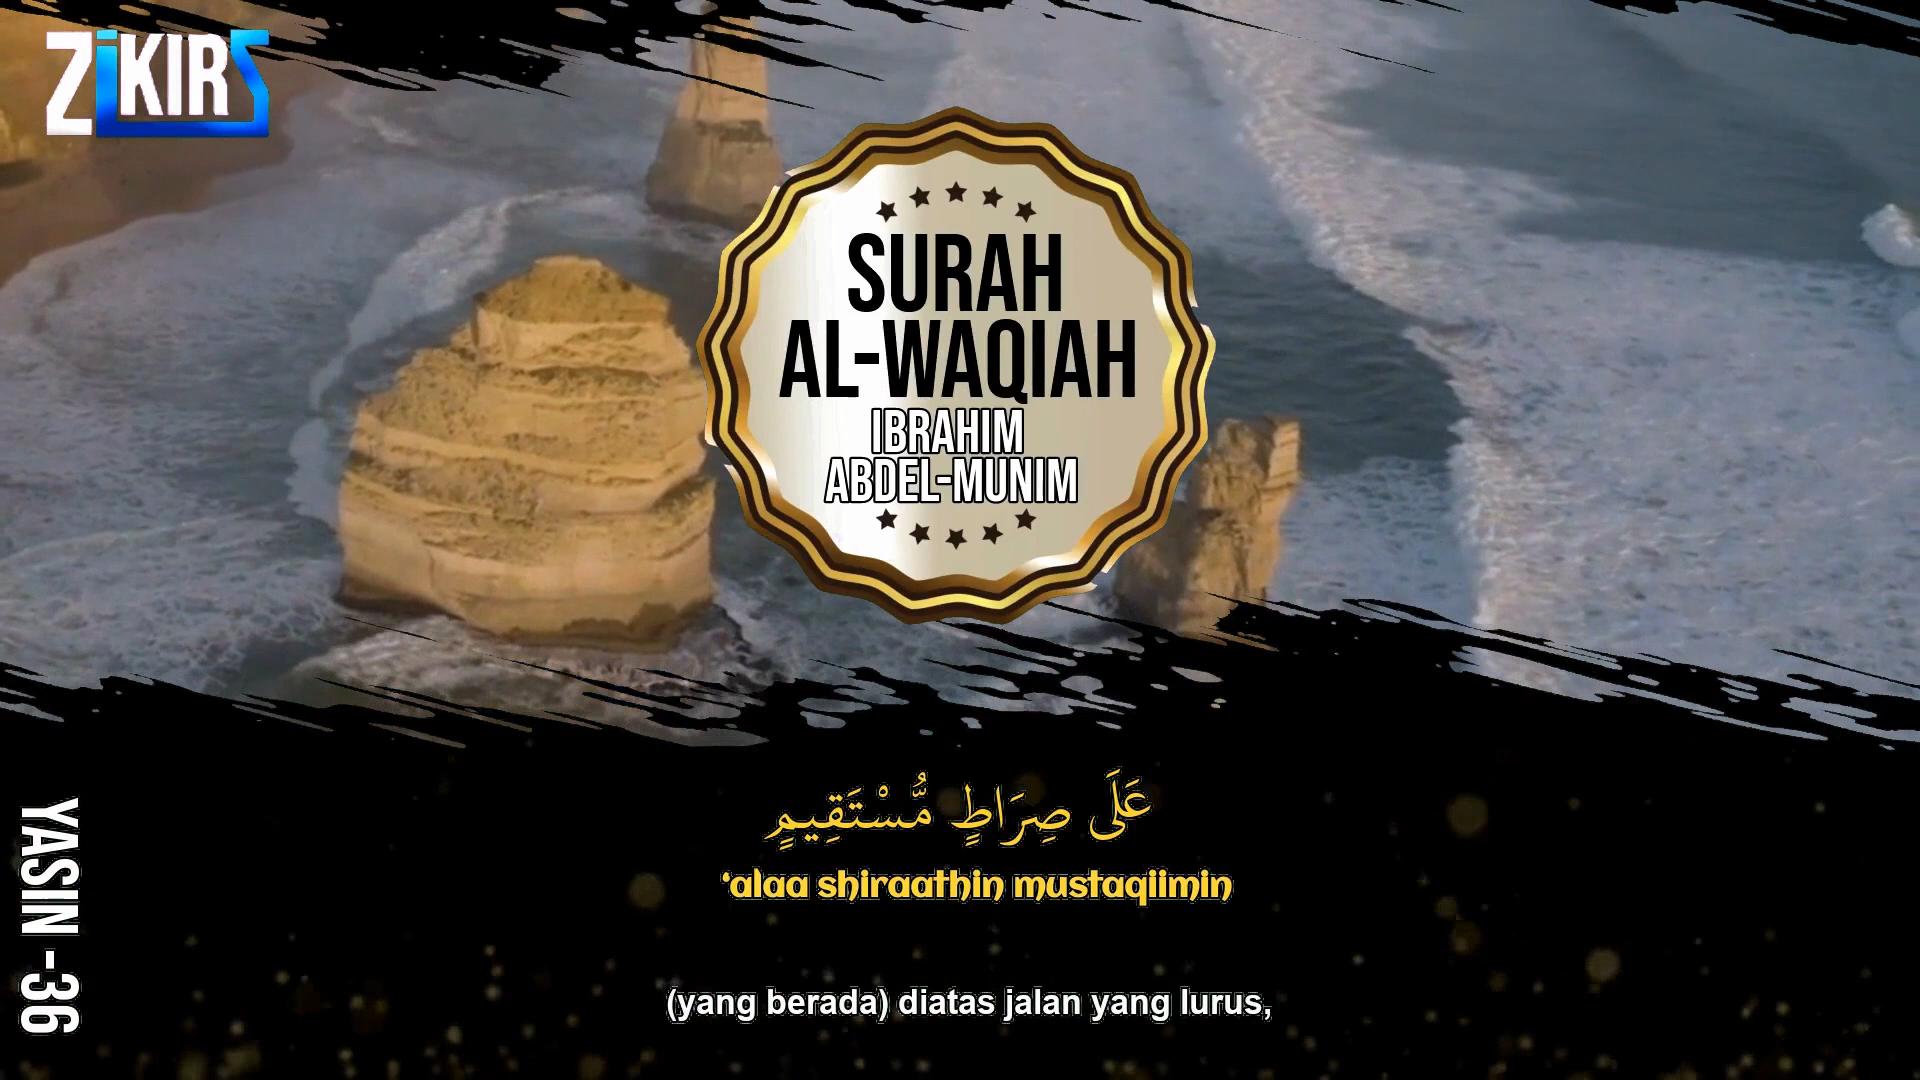 ZIKIRS
SURAH
AL-WAQIAH
IBRAHIM
ABDEL-MUNIM
عَلَى صِرَاطٍ مُّسْتَقِيمٍ
‘alaa shiraathin mustaqiimin
(yang berada) diatas jalan yang lurus,
YASIN -36